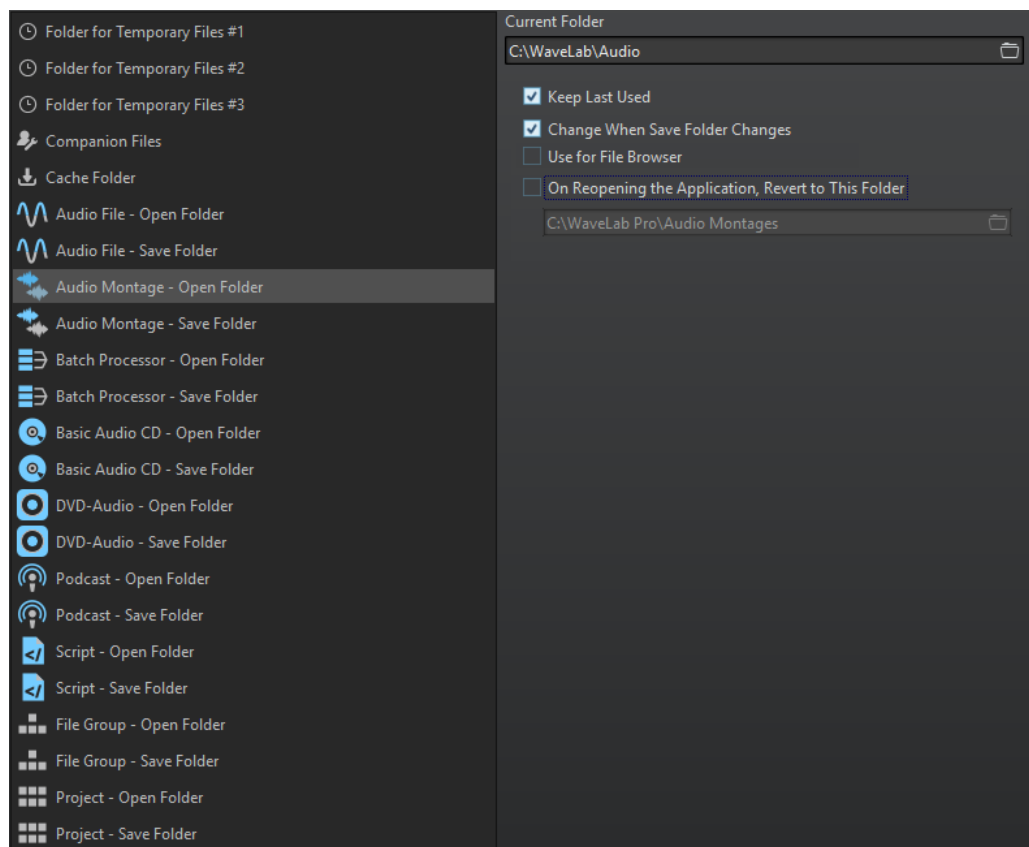 Folder for Temporary Files #1
Folder for Temporary Files #2
Folder for Temporary Files #3
Companion Files
Cache Folder
Audio File - Open Folder
Audio File - Save Folder
Audio Montage - Open Folder
Audio Montage - Save Folder
Batch Processor - Open Folder
Batch Processor - Save Folder
Basic Audio CD - Open Folder
Basic Audio CD - Save Folder
DVD-Audio - Open Folder
DVD-Audio - Save Folder
Podcast - Open Folder
Podcast - Save Folder
Script - Open Folder
Script - Save Folder
File Group - Open Folder
File Group - Save Folder
Project - Open Folder
Project - Save Folder
Current Folder
C:\WaveLab\Audio
Keep Last Used
Change When Save Folder Changes
Use for File Browser
On Reopening the Application, Revert to This Folder
C:\WaveLab Pro\Audio Montages